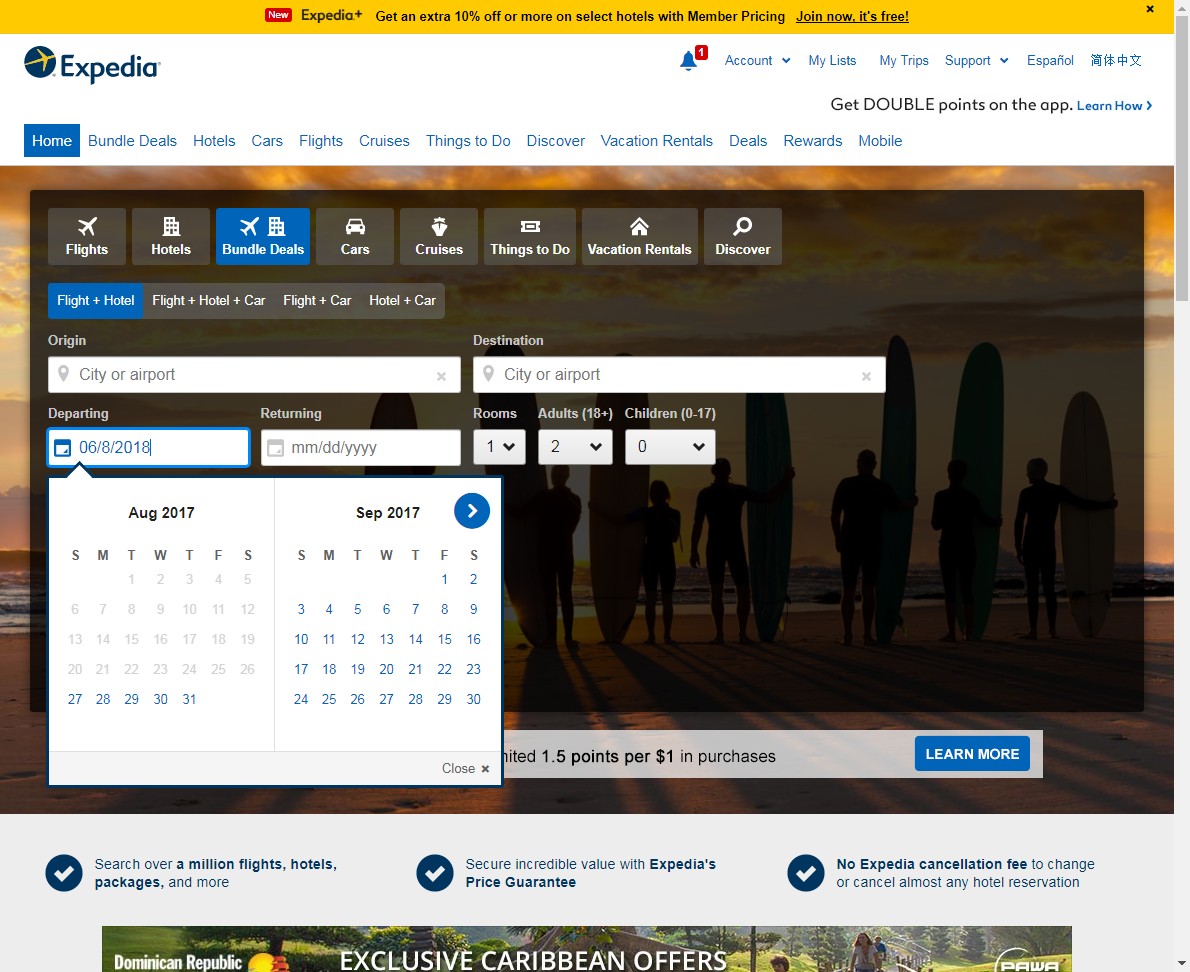 New Expedia+ Get an extra 10% off or more on select hotels with Member Pricing Join now, it's free!
Expedia
1 Account My Lists My Trips Support Español 简体中文
Get DOUBLE points on the app. Learn How
Home Bundle Deals Hotels Cars Flights Cruises Things to Do Discover Vacation Rentals Deals Rewards Mobile
Flights Hotels Bundle Deals Cars Cruises Things to Do Vacation Rentals Discover
Flight + Hotel Flight + Hotel + Car Flight + Car Hotel + Car
Origin Destination
City or airport City or airport
Departing Returning Rooms Adults (18+) Children (0-17)
06/8/2018 mm/dd/yyyy 1 2 0
Aug 2017 Sep 2017
S M T W T F S S M T W T F S
1 2 3 4 5 1 2
6 7 8 9 10 11 12 3 4 5 6 7 8 9
13 14 15 16 17 18 19 10 11 12 13 14 15 16
20 21 22 23 24 25 26 17 18 19 20 21 22 23
27 28 29 30 31 24 25 26 27 28 29 30
1.5 points per $1 in purchases LEARN MORE
Close
Search over a million flights, hotels,
packages, and more
Secure incredible value with Expedia's
Price Guarantee
No Expedia cancellation fee to change
or cancel almost any hotel reservation
Dominican Republic EXCLUSIVE CARIBBEAN OFFERS PAWA